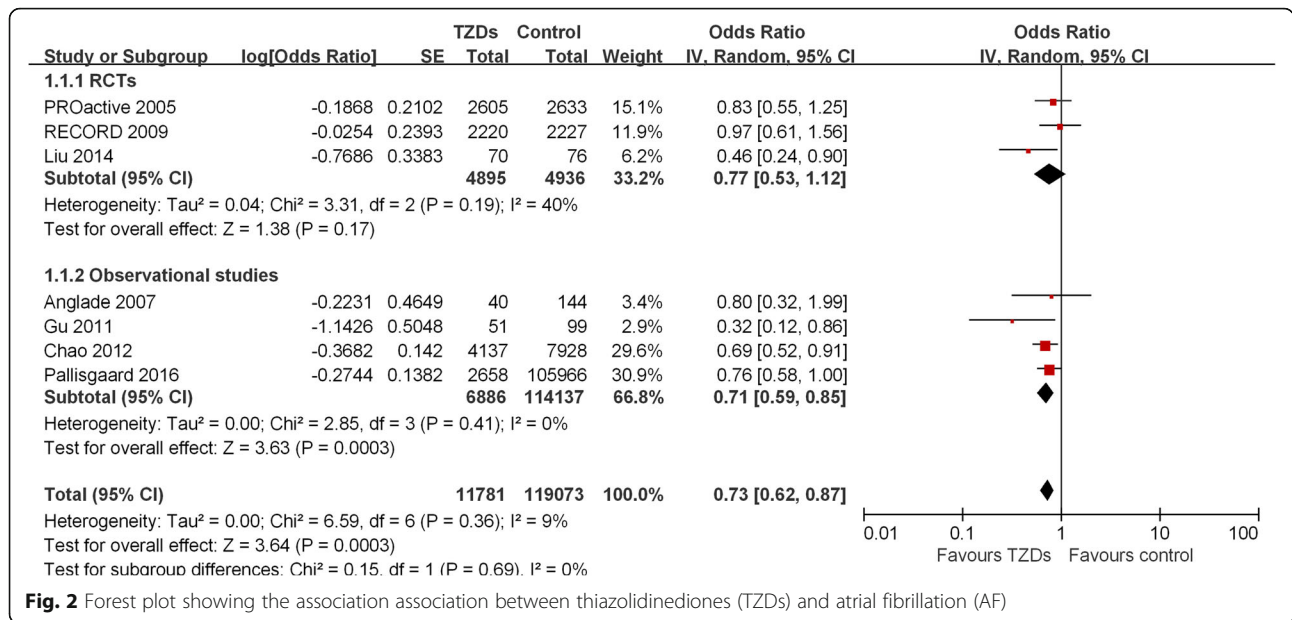 TZDs Control Odds Ratio Odds Ratio
Study or Subgroup log[Odds Ratio] SE Total Total Weight IV, Random, 95% CI IV, Random, 95% CI
1.1.1 RCTs
PROactive 2005 -0.1868 0.2102 2605 2633 15.1% 0.83 [0.55, 1.25]
RECORD 2009 -0.0254 0.2393 2220 2227 11.9% 0.97 [0.61, 1.56]
Liu 2014 -0.7686 0.3383 70 76 6.2% 0.46 [0.24, 0.90]
Subtotal (95% CI) 4895 4936 33.2% 0.77 [0.53, 1.12]
Heterogeneity: Tau² = 0.04; Chi² = 3.31, df = 2 (P = 0.19); I² = 40%
Test for overall effect: Z = 1.38 (P = 0.17)
1.1.2 Observational studies
Anglade 2007 -0.2231 0.4649 40 144 3.4% 0.80 [0.32, 1.99]
Gu 2011 -1.1426 0.5048 51 99 2.9% 0.32 [0.12, 0.86]
Chao 2012 -0.3682 0.142 4137 7928 29.6% 0.69 [0.52, 0.91]
Pallisgaard 2016 -0.2744 0.1382 2658 105966 30.9% 0.76 [0.58, 1.00]
Subtotal (95% CI) 6886 114137 66.8% 0.71 [0.59, 0.85]
Heterogeneity: Tau² = 0.00; Chi² = 2.85, df = 3 (P = 0.41); I² = 0%
Test for overall effect: Z = 3.63 (P = 0.0003)
Total (95% CI) 11781 119073 100.0% 0.73 [0.62, 0.87]
Heterogeneity: Tau² = 0.00; Chi² = 6.59, df = 6 (P = 0.36); I² = 9%
Test for overall effect: Z = 3.64 (P = 0.0003)
Test for subgroup differences: Chi² = 0.15, df = 1 (P = 0.69), I² = 0%
0.01 0.1 1 10 100
Favours TZDs Favours control
Fig. 2 Forest plot showing the association association between thiazolidinediones (TZDs) and atrial fibrillation (AF)